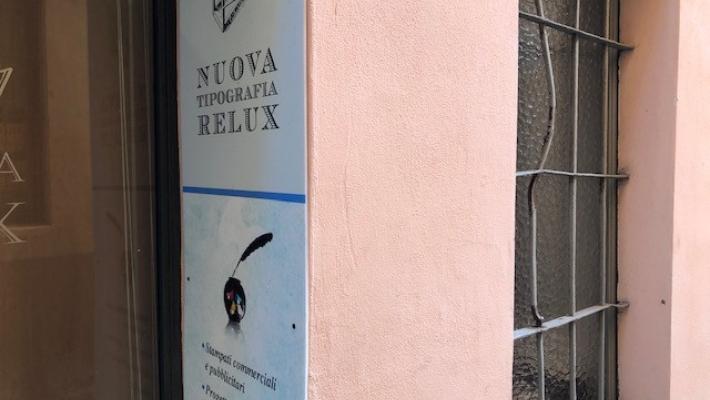 NUOVA
TIPOGRAFIA
RELUX
• Stampati commerciali
e pubblicitari
A
K